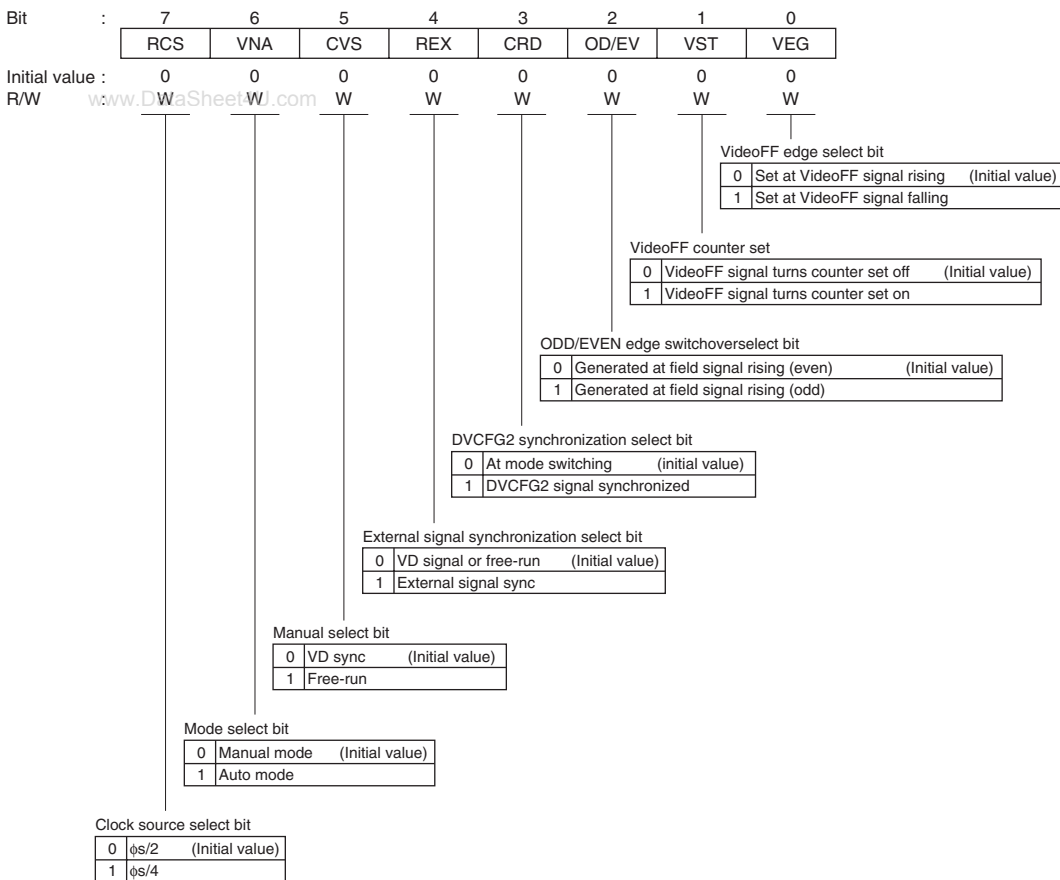 Bit : 7 6 5 4 3 2 1 0
RCS VNA CVS REX CRD OD/EV VST VEG
Initial value : 0 0 0 0 0 0 0 0
R/W : W W W W W W W W
www.DataSheet4U.com
VideoFF edge select bit
0 Set at VideoFF signal rising (Initial value)
1 Set at VideoFF signal falling
VideoFF counter set
0 VideoFF signal turns counter set off (Initial value)
1 VideoFF signal turns counter set on
ODD/EVEN edge switchoverselect bit
0 Generated at field signal rising (even) (Initial value)
1 Generated at field signal rising (odd)
DVCFG2 synchronization select bit
0 At mode switching (initial value)
1 DVCFG2 signal synchronized
External signal synchronization select bit
0 VD signal or free-run (Initial value)
1 External signal sync
Manual select bit
0 VD sync (Initial value)
1 Free-run
Mode select bit
0 Manual mode (Initial value)
1 Auto mode
Clock source select bit
0 φs/2 (Initial value)
1 φs/4